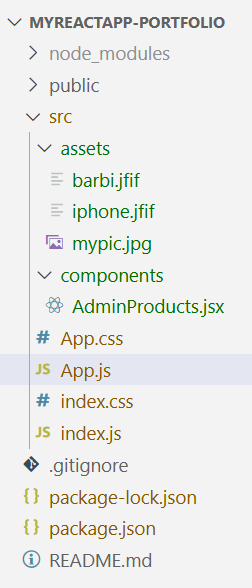 MYREACTAPP-PORTFOLIO
node_modules
public
src
assets
barbi.jfif
iphone.jfif
mypic.jpg
components
AdminProducts.jsx
# App.css
JS App.js
# index.css
JS index.js
.gitignore
{} package-lock.json
{} package.json
README.md